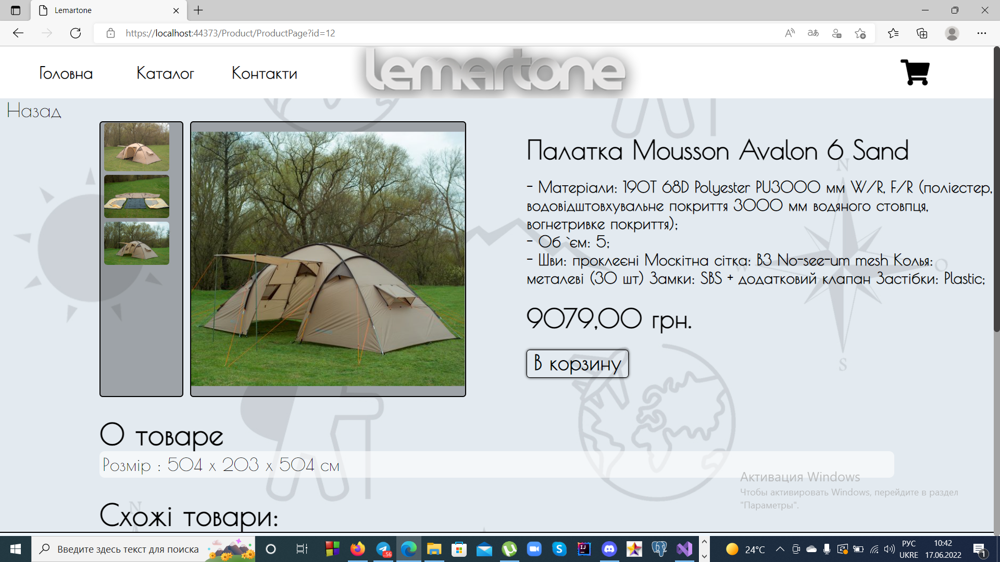 Lemartone
https://localhost:44373/Product/ProductPage?id=12
Головна
Каталог
Контакти
lemartone
Назад
Палатка Mousson Avalon 6 Sand
- Матеріали: 190T 68D Polyester PU3000 мм W/R, F/R (поліестер,
водовідштовхувальне покриття 3000 мм водяного стовпця,
вогнетривке покриття);
- Об `єм: 5;
- Шви: проклеєні Москітна сітка: B3 No-see-um mesh Колья:
металеві (30 шт) Замки: SBS + додатковий клапан Застібки: Plastic;
9079,00 грн.
В корзину
N
W
O
S
О товаре
Розмір : 504 x 203 x 504 см
Активация Windows
Чтобы активировать Windows, перейдите в раздел
"Параметры".
N
Схожі товари:
Введите здесь текст для поиска
..56
24°C
РУС
UKRE
10:42
17.06.2022
1